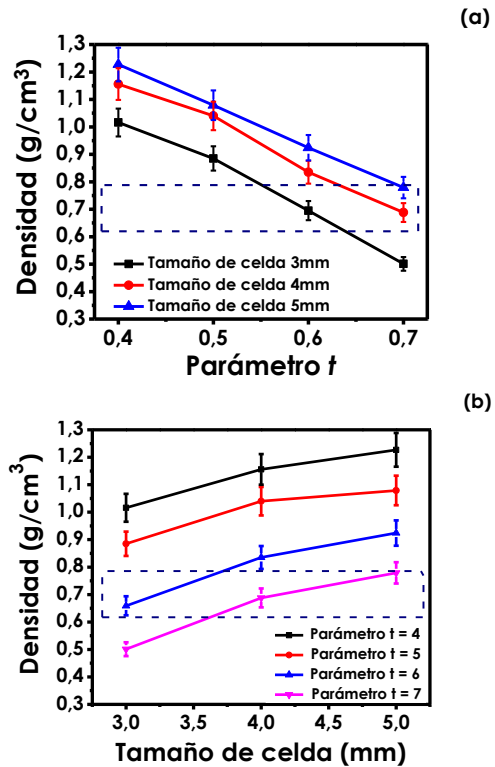 (a)
Densidad (g/cm³)
1,3
1,2
1,1
1,0
0,9
0,8
0,7
0,6
0,5
0,4
0,3
Tamaño de celda 3mm
Tamaño de celda 4mm
Tamaño de celda 5mm
0,4 0,5 0,6 0,7
Parámetro t
(b)
Densidad (g/cm³)
1,3
1,2
1,1
1,0
0,9
0,8
0,7
0,6
0,5
0,4
0,3
Parámetro t = 4
Parámetro t = 5
Parámetro t = 6
Parámetro t = 7
3,0 3,5 4,0 4,5 5,0
Tamaño de celda (mm)